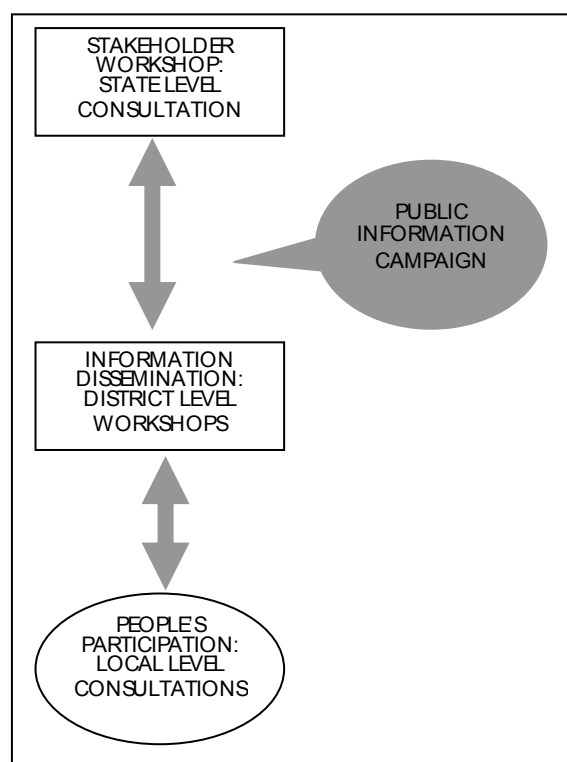 STAKEHOLDER
WORKSHOP:
STATE LEVEL
CONSULTATION
PUBLIC
INFORMATION
CAMPAIGN
INFORMATION
DISSEMINATION:
DISTRICT LEVEL
WORKSHOPS
PEOPLE'S
PARTICIPATION:
LOCAL LEVEL
CONSULTATIONS